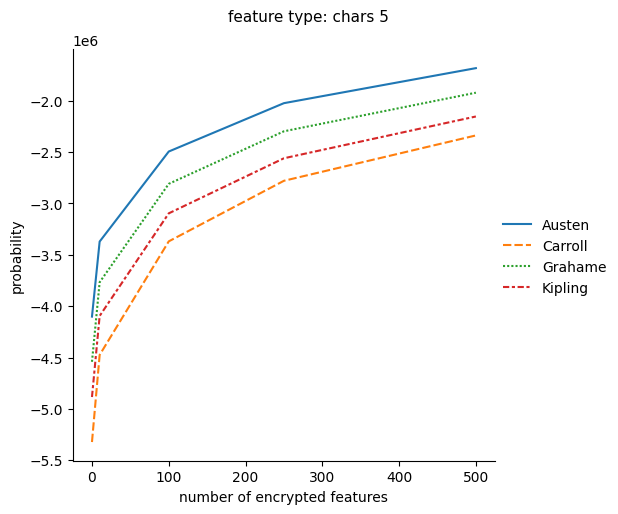 feature type: chars 5
1e6
−2.0
−2.5
−3.0
−3.5
−4.0
−4.5
−5.0
−5.5
probability
0 100 200 300 400 500
number of encrypted features
Austen
Carroll
Grahame
Kipling